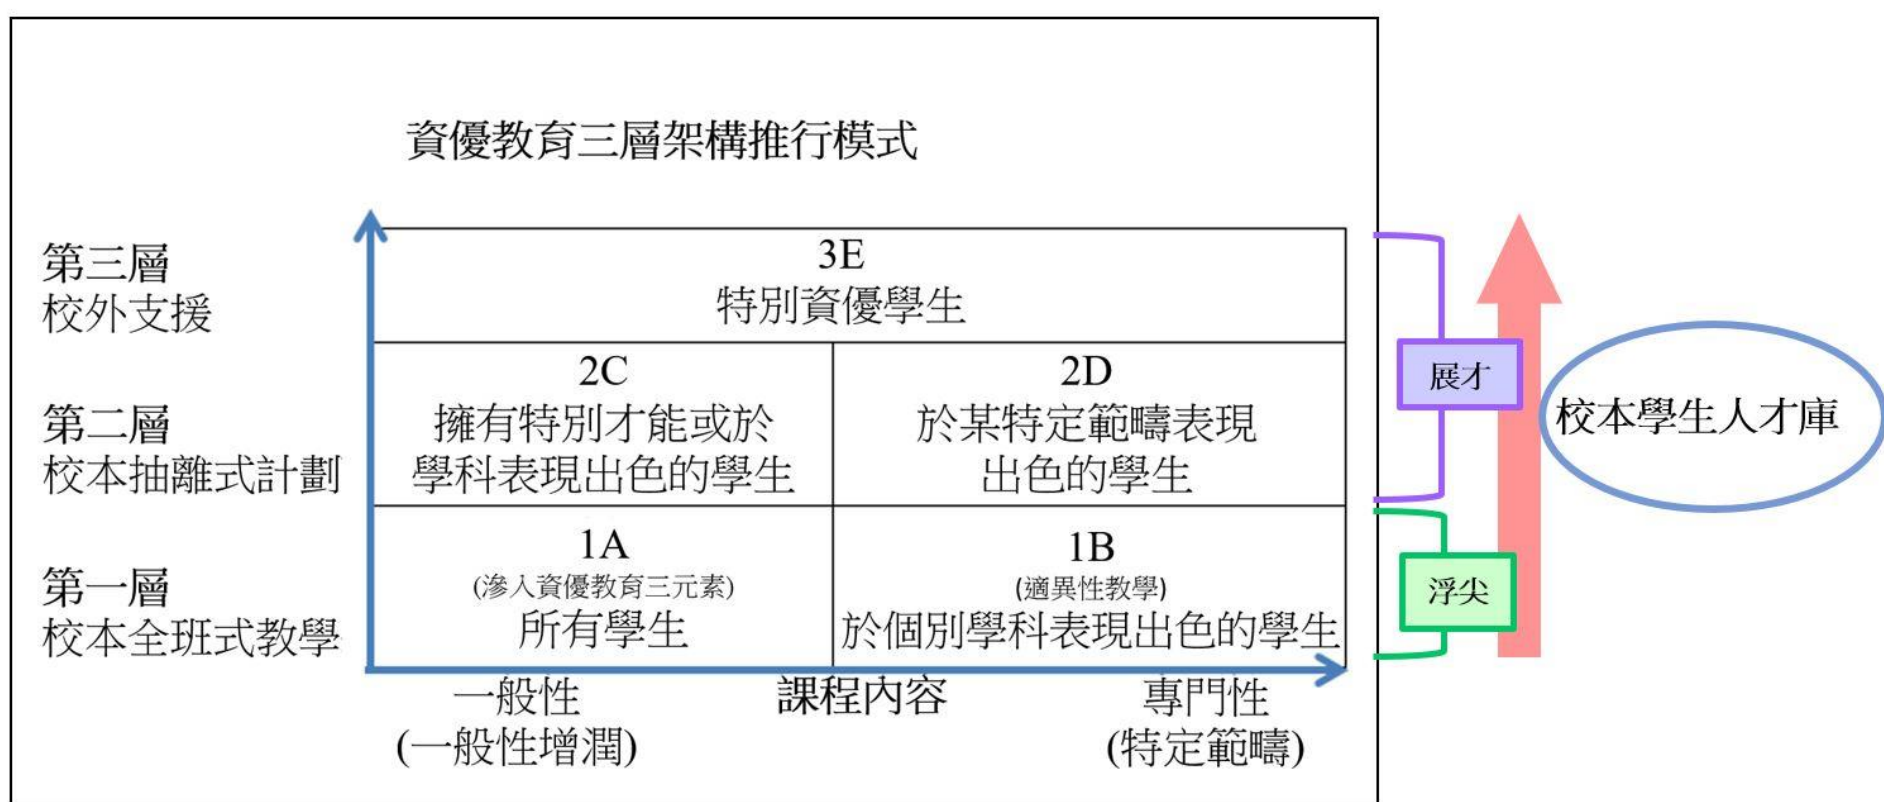 資優教育三層架構推行模式
第三層
校外支援
3E
特別資優學生
第二層
校本抽離式計劃
2C
擁有特別才能或於
學科表現出色的學生
2D
於某特定範疇表現
出色的學生
第一層
校本全班式教學
1A
(滲入資優教育三元素)
所有學生
1B
(適異性教學)
於個別學科表現出色的學生
一般性
(一般性增潤)
課程內容
專門性
(特定範疇)
展才
浮尖
校本學生人才庫